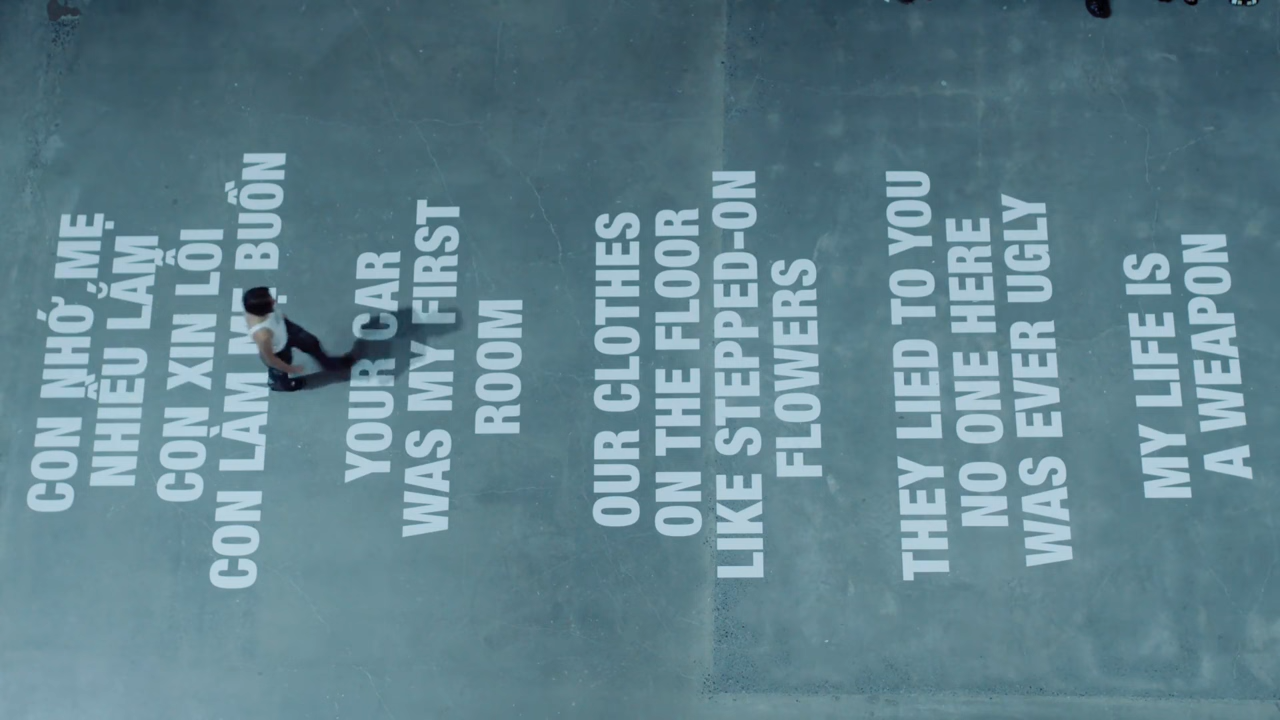 CON NHỚ MẸ
NHIỀU LẮM
CON XIN LỖI
CON LÀM MẸ BUỒN
YOUR CAR
WAS MY FIRST
ROOM
OUR CLOTHES
ON THE FLOOR
LIKE STEPPED-ON
FLOWERS
THEY LIED TO YOU
NO ONE HERE
WAS EVER UGLY
MY LIFE IS
A WEAPON